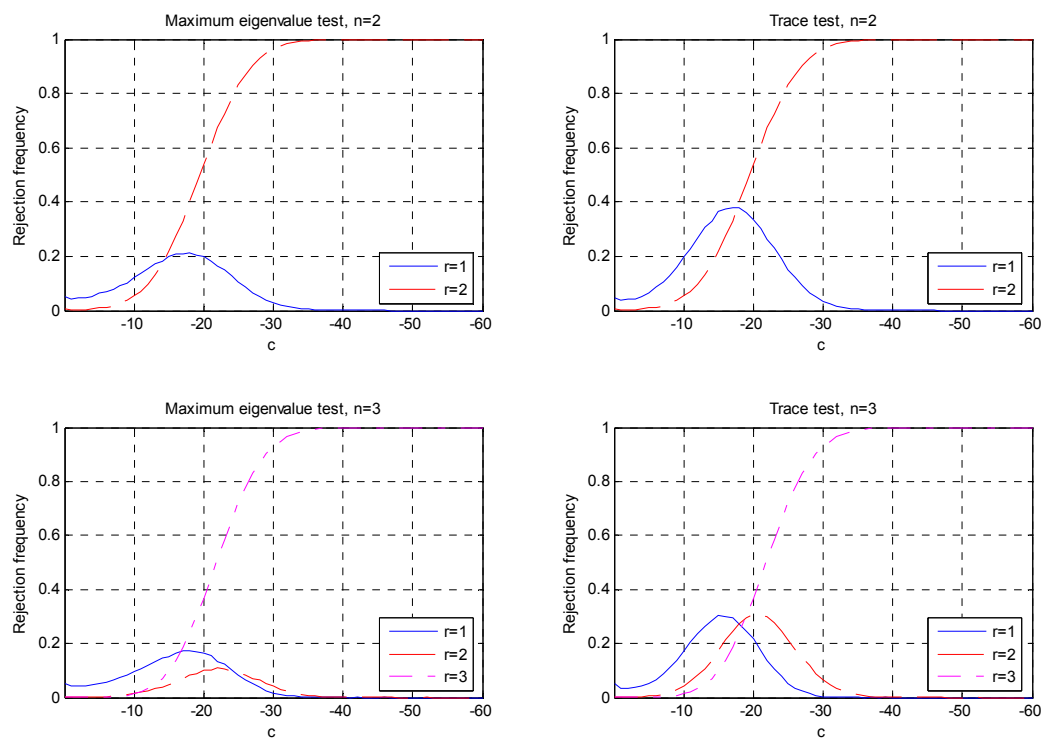 Maximum eigenvalue test, n=2
Rejection frequency
1
0.8
0.6
0.4
0.2
0
-10 -20 -30 -40 -50 -60
c
r=1
r=2
Trace test, n=2
Rejection frequency
1
0.8
0.6
0.4
0.2
0
-10 -20 -30 -40 -50 -60
c
r=1
r=2
Maximum eigenvalue test, n=3
Rejection frequency
1
0.8
0.6
0.4
0.2
0
-10 -20 -30 -40 -50 -60
c
r=1
r=2
r=3
Trace test, n=3
Rejection frequency
1
0.8
0.6
0.4
0.2
0
-10 -20 -30 -40 -50 -60
c
r=1
r=2
r=3